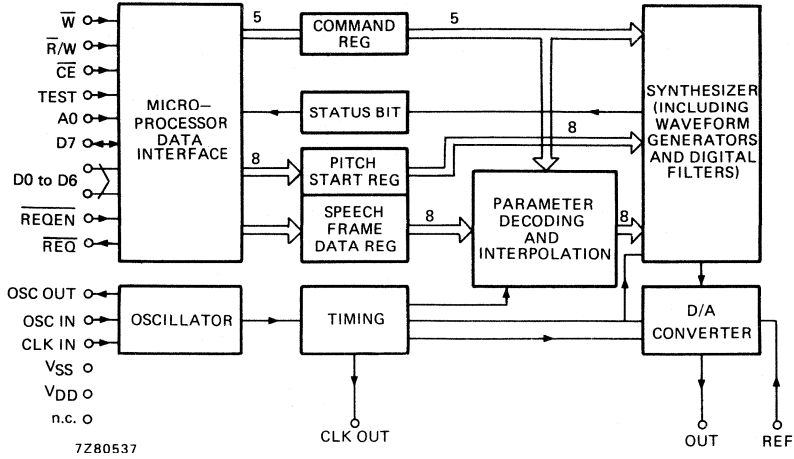 W
R/W
CE
TEST
A0
D7
D0 to D6
REQEN
REQ
MICRO–
PROCESSOR
DATA
INTERFACE
5
COMMAND
REG
5
STATUS BIT
8
PITCH
START REG
8
SPEECH
FRAME
DATA REG
8
PARAMETER
DECODING
AND
INTERPOLATION
8
SYNTHESIZER
(INCLUDING
WAVEFORM
GENERATORS
AND DIGITAL
FILTERS)
OSC OUT
OSC IN
CLK IN
OSCILLATOR
TIMING
D/A
CONVERTER
VSS
VDD
n.c.
CLK OUT
OUT
REF
7Z80537